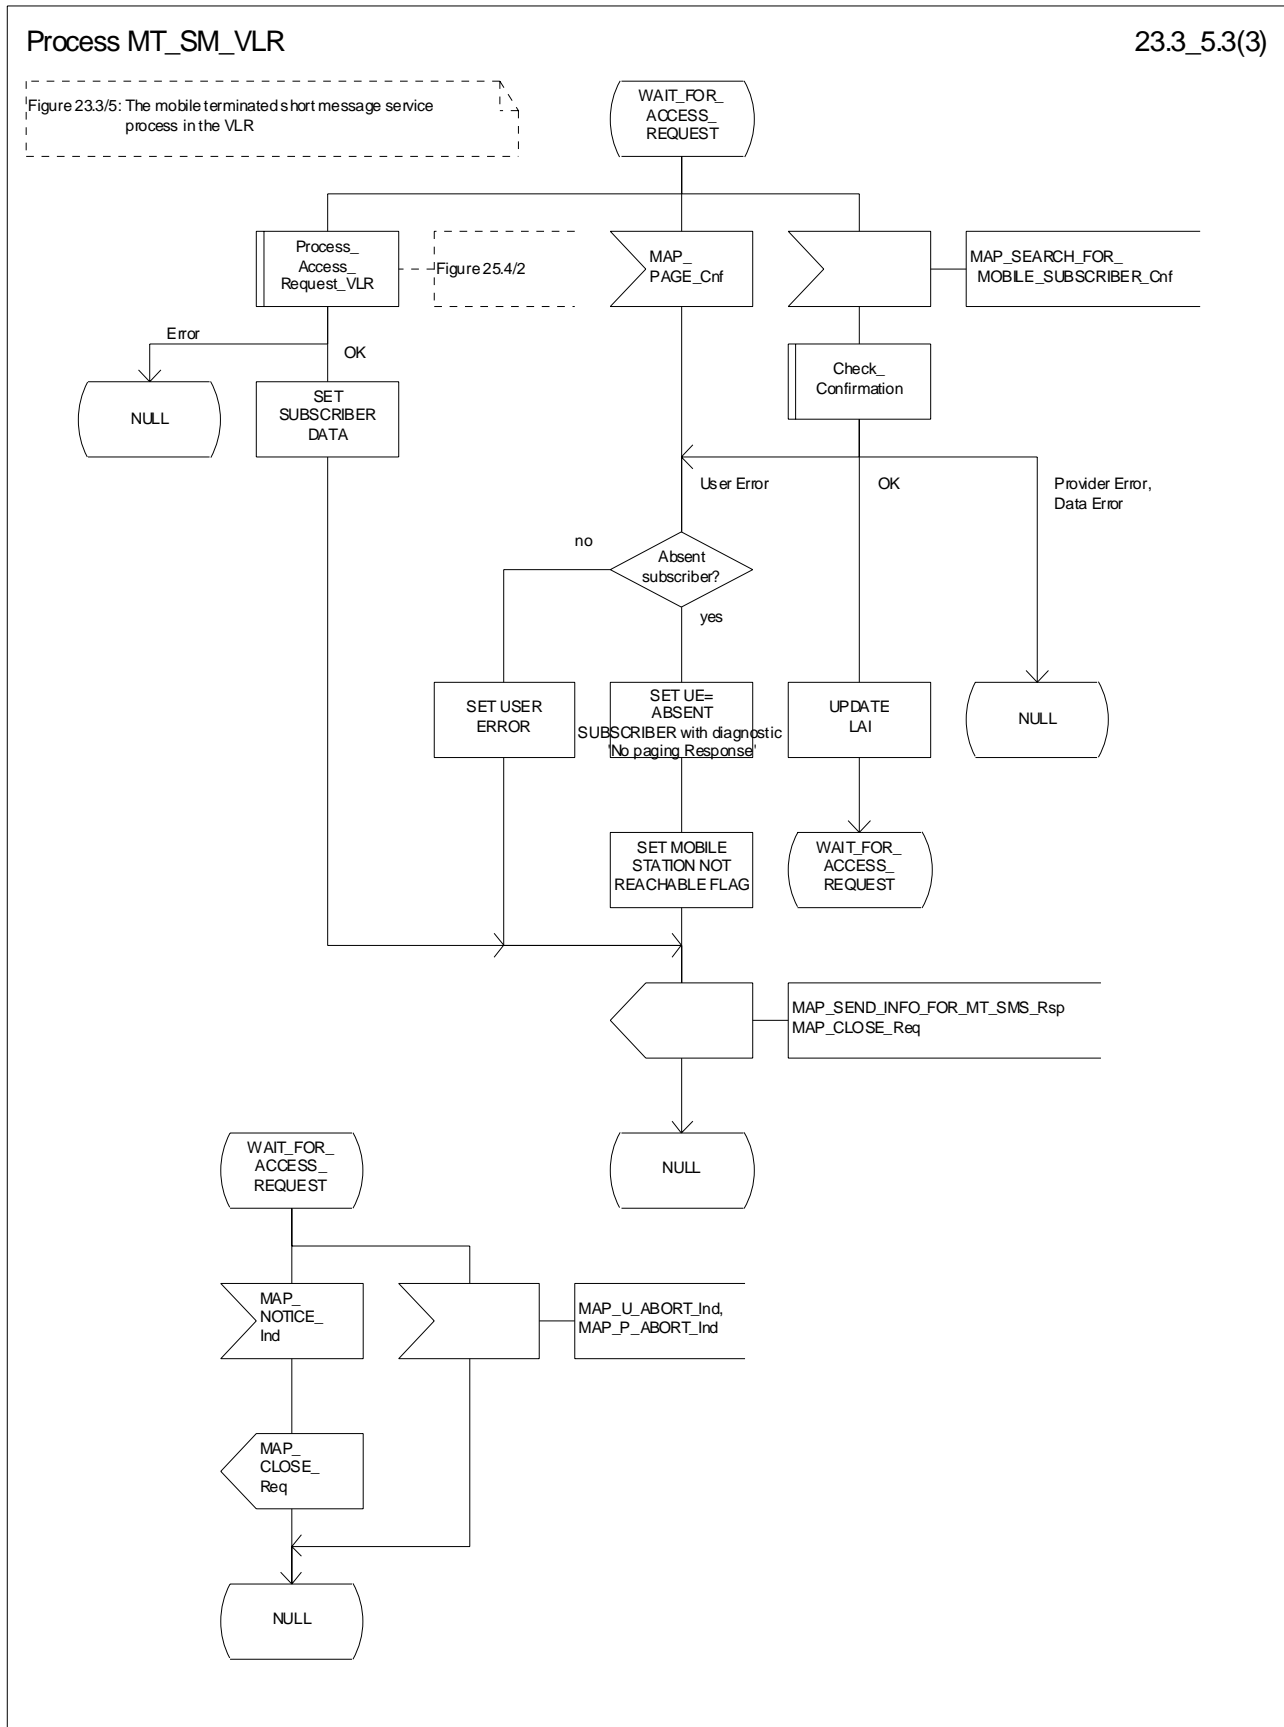 Process MT_SM_VLR
23.3_5.3(3)
Figure 23.3/5: The mobile terminated short message service
process in the VLR
WAIT_FOR_
ACCESS_
REQUEST
Process_
Access_
Request_VLR
Figure 25.4/2
MAP_
PAGE_Cnf
MAP_SEARCH_FOR_
MOBILE_SUBSCRIBER_Cnf
Error
OK
NULL
SET
SUBSCRIBER
DATA
Check_
Confirmation
User Error
OK
Provider Error,
Data Error
no
Absent
subscriber?
yes
SET USER
ERROR
SET UE=
ABSENT
SUBSCRIBER with diagnostic
'No paging Response'
UPDATE
LAI
NULL
SET MOBILE
STATION NOT
REACHABLE FLAG
WAIT_FOR_
ACCESS_
REQUEST
MAP_SEND_INFO_FOR_MT_SMS_Rsp
MAP_CLOSE_Req
NULL
WAIT_FOR_
ACCESS_
REQUEST
MAP_
NOTICE_
Ind
MAP_U_ABORT_Ind,
MAP_P_ABORT_Ind
MAP_
CLOSE_
Req
NULL